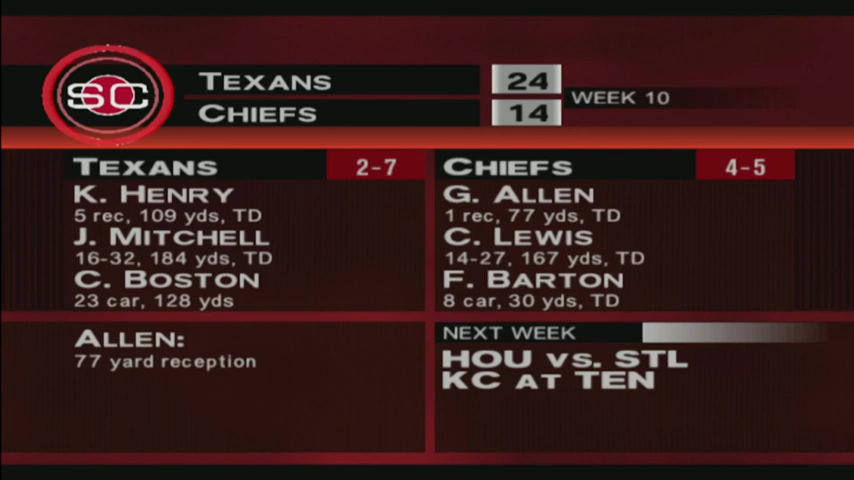 SC
TEXANS 24
CHIEFS 14
WEEK 10
TEXANS 2-7
K. HENRY
5 rec, 109 yds, TD
J. MITCHELL
16-32, 184 yds, TD
C. BOSTON
23 car, 128 yds
CHIEFS 4-5
G. ALLEN
1 rec, 77 yds, TD
C. LEWIS
14-27, 167 yds, TD
F. BARTON
8 car, 30 yds, TD
ALLEN:
77 yard reception
NEXT WEEK
HOU VS. STL
KC AT TEN